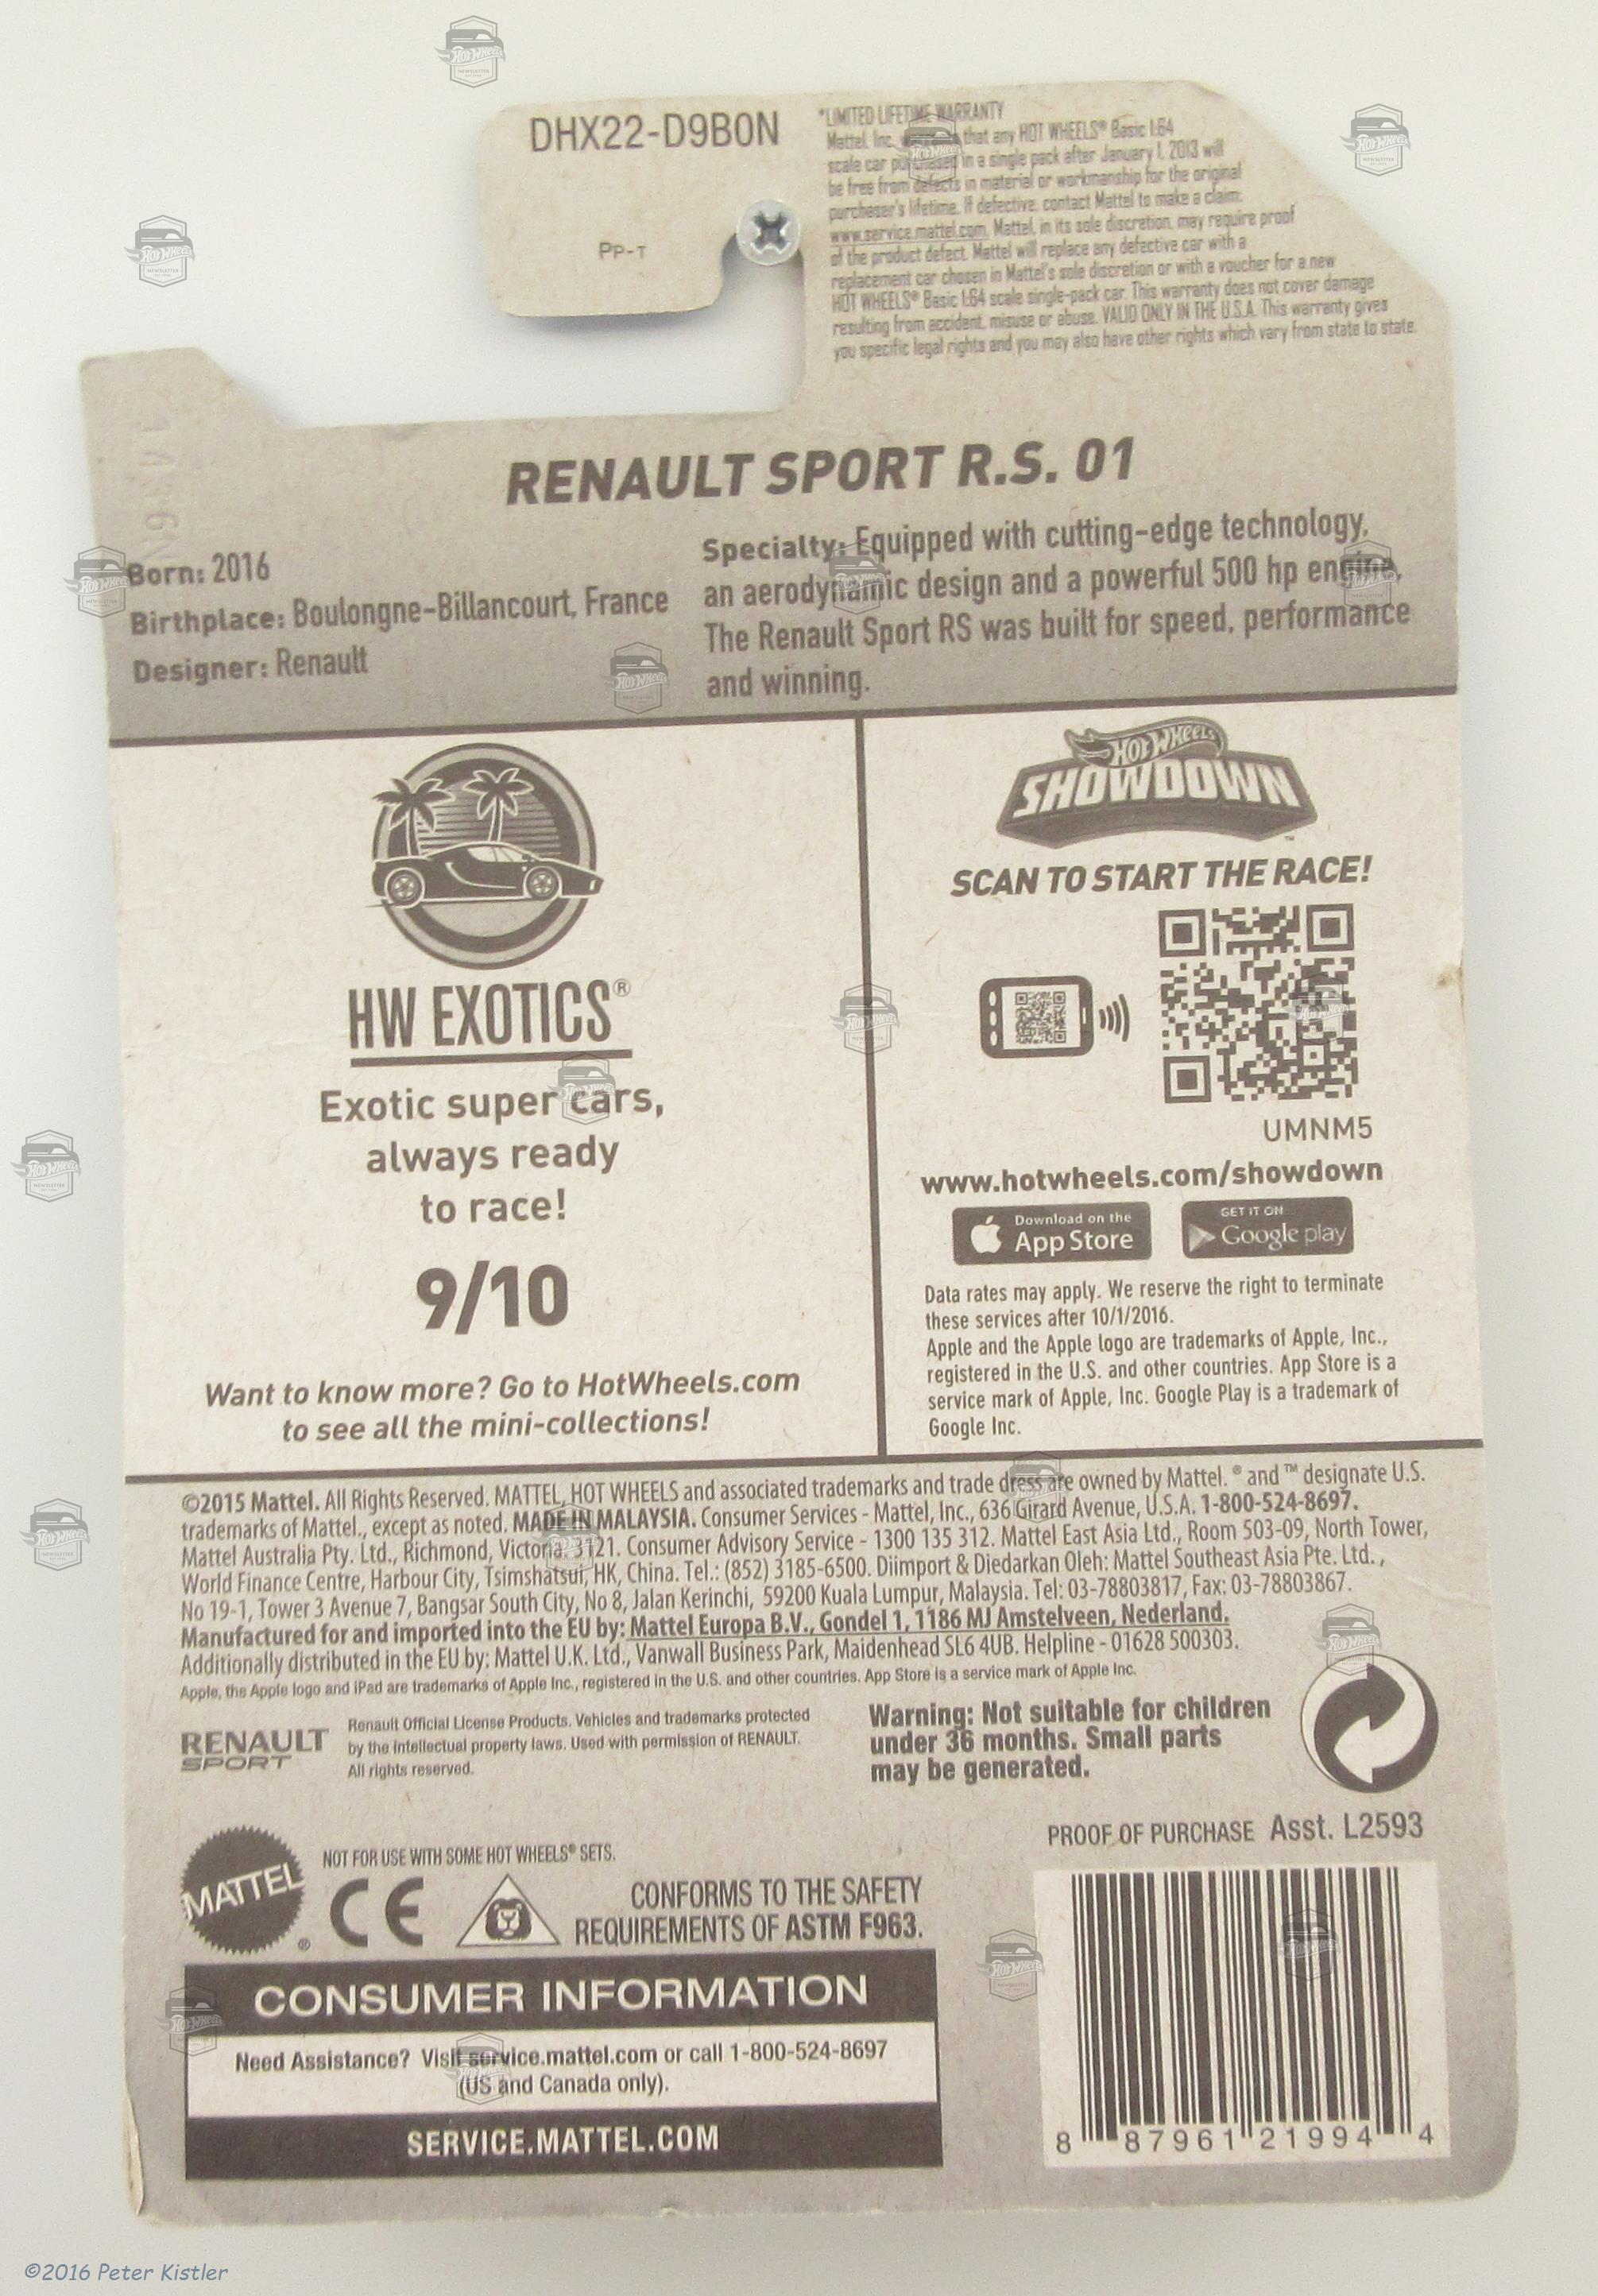 DHX22-D9B0N
Pp-T
*LIMITED LIFETIME WARRANTY
Mattel, Inc. that any HOT WHEELS® Basic 1:64
scale car purchased in a single pack after January 1, 2013 will
be free from defects in material or workmanship for the original
purchaser's lifetime. If defective, contact Mattel to make a claim:
www.service.mattel.com. Mattel, in its sole discretion, may require proof
of the product defect. Mattel will replace any defective car with a
replacement car chosen in Mattel's sole discretion or with a voucher for a new
HOT WHEELS® Basic 1:64 scale single-pack car. This warranty does not cover damage
resulting from accident, misuse or abuse. VALID ONLY IN THE U.S.A. This warranty gives
you specific legal rights and you may also have other rights which vary from state to state.
RENAULT SPORT R.S. 01
Born: 2016
Birthplace: Boulongne-Billancourt, France
Designer: Renault
Specialty: Equipped with cutting-edge technology,
an aerodynamic design and a powerful 500 hp engine.
The Renault Sport RS was built for speed, performance
and winning.
HW EXOTICS®
Exotic super cars,
always ready
to race!
9/10
Want to know more? Go to HotWheels.com
to see all the mini-collections!
HOT WHEELS
SHOWDOWN™
SCAN TO START THE RACE!
UMNM5
www.hotwheels.com/showdown
Download on the
App Store
GET IT ON
Google play
Data rates may apply. We reserve the right to terminate
these services after 10/1/2016.
Apple and the Apple logo are trademarks of Apple, Inc.,
registered in the U.S. and other countries. App Store is a
service mark of Apple, Inc. Google Play is a trademark of
Google Inc.
©2015 Mattel. All Rights Reserved. MATTEL, HOT WHEELS and associated trademarks and trade dress are owned by Mattel. ® and ™ designate U.S.
trademarks of Mattel., except as noted. MADE IN MALAYSIA. Consumer Services - Mattel, Inc., 636 Girard Avenue, U.S.A. 1-800-524-8697.
Mattel Australia Pty. Ltd., Richmond, Victoria. 3121. Consumer Advisory Service - 1300 135 312. Mattel East Asia Ltd., Room 503-09, North Tower,
World Finance Centre, Harbour City, Tsimshatsui, HK, China. Tel.: (852) 3185-6500. Diimport & Diedarkan Oleh: Mattel Southeast Asia Pte. Ltd. ,
No 19-1, Tower 3 Avenue 7, Bangsar South City, No 8, Jalan Kerinchi, 59200 Kuala Lumpur, Malaysia. Tel: 03-78803817, Fax: 03-78803867.
Manufactured for and imported into the EU by: Mattel Europa B.V., Gondel 1, 1186 MJ Amstelveen, Nederland.
Additionally distributed in the EU by: Mattel U.K. Ltd., Vanwall Business Park, Maidenhead SL6 4UB. Helpline - 01628 500303.
Apple, the Apple logo and iPad are trademarks of Apple Inc., registered in the U.S. and other countries. App Store is a service mark of Apple Inc.
RENAULT
SPORT
Renault Official License Products. Vehicles and trademarks protected
by the intellectual property laws. Used with permission of RENAULT.
All rights reserved.
Warning: Not suitable for children
under 36 months. Small parts
may be generated.
PROOF OF PURCHASE Asst. L2593
MATTEL®
NOT FOR USE WITH SOME HOT WHEELS® SETS.
CE
CONFORMS TO THE SAFETY
REQUIREMENTS OF ASTM F963.
CONSUMER INFORMATION
Need Assistance? Visit service.mattel.com or call 1-800-524-8697
(US and Canada only).
SERVICE.MATTEL.COM
8 87961 21994 4
©2016 Peter Kistler